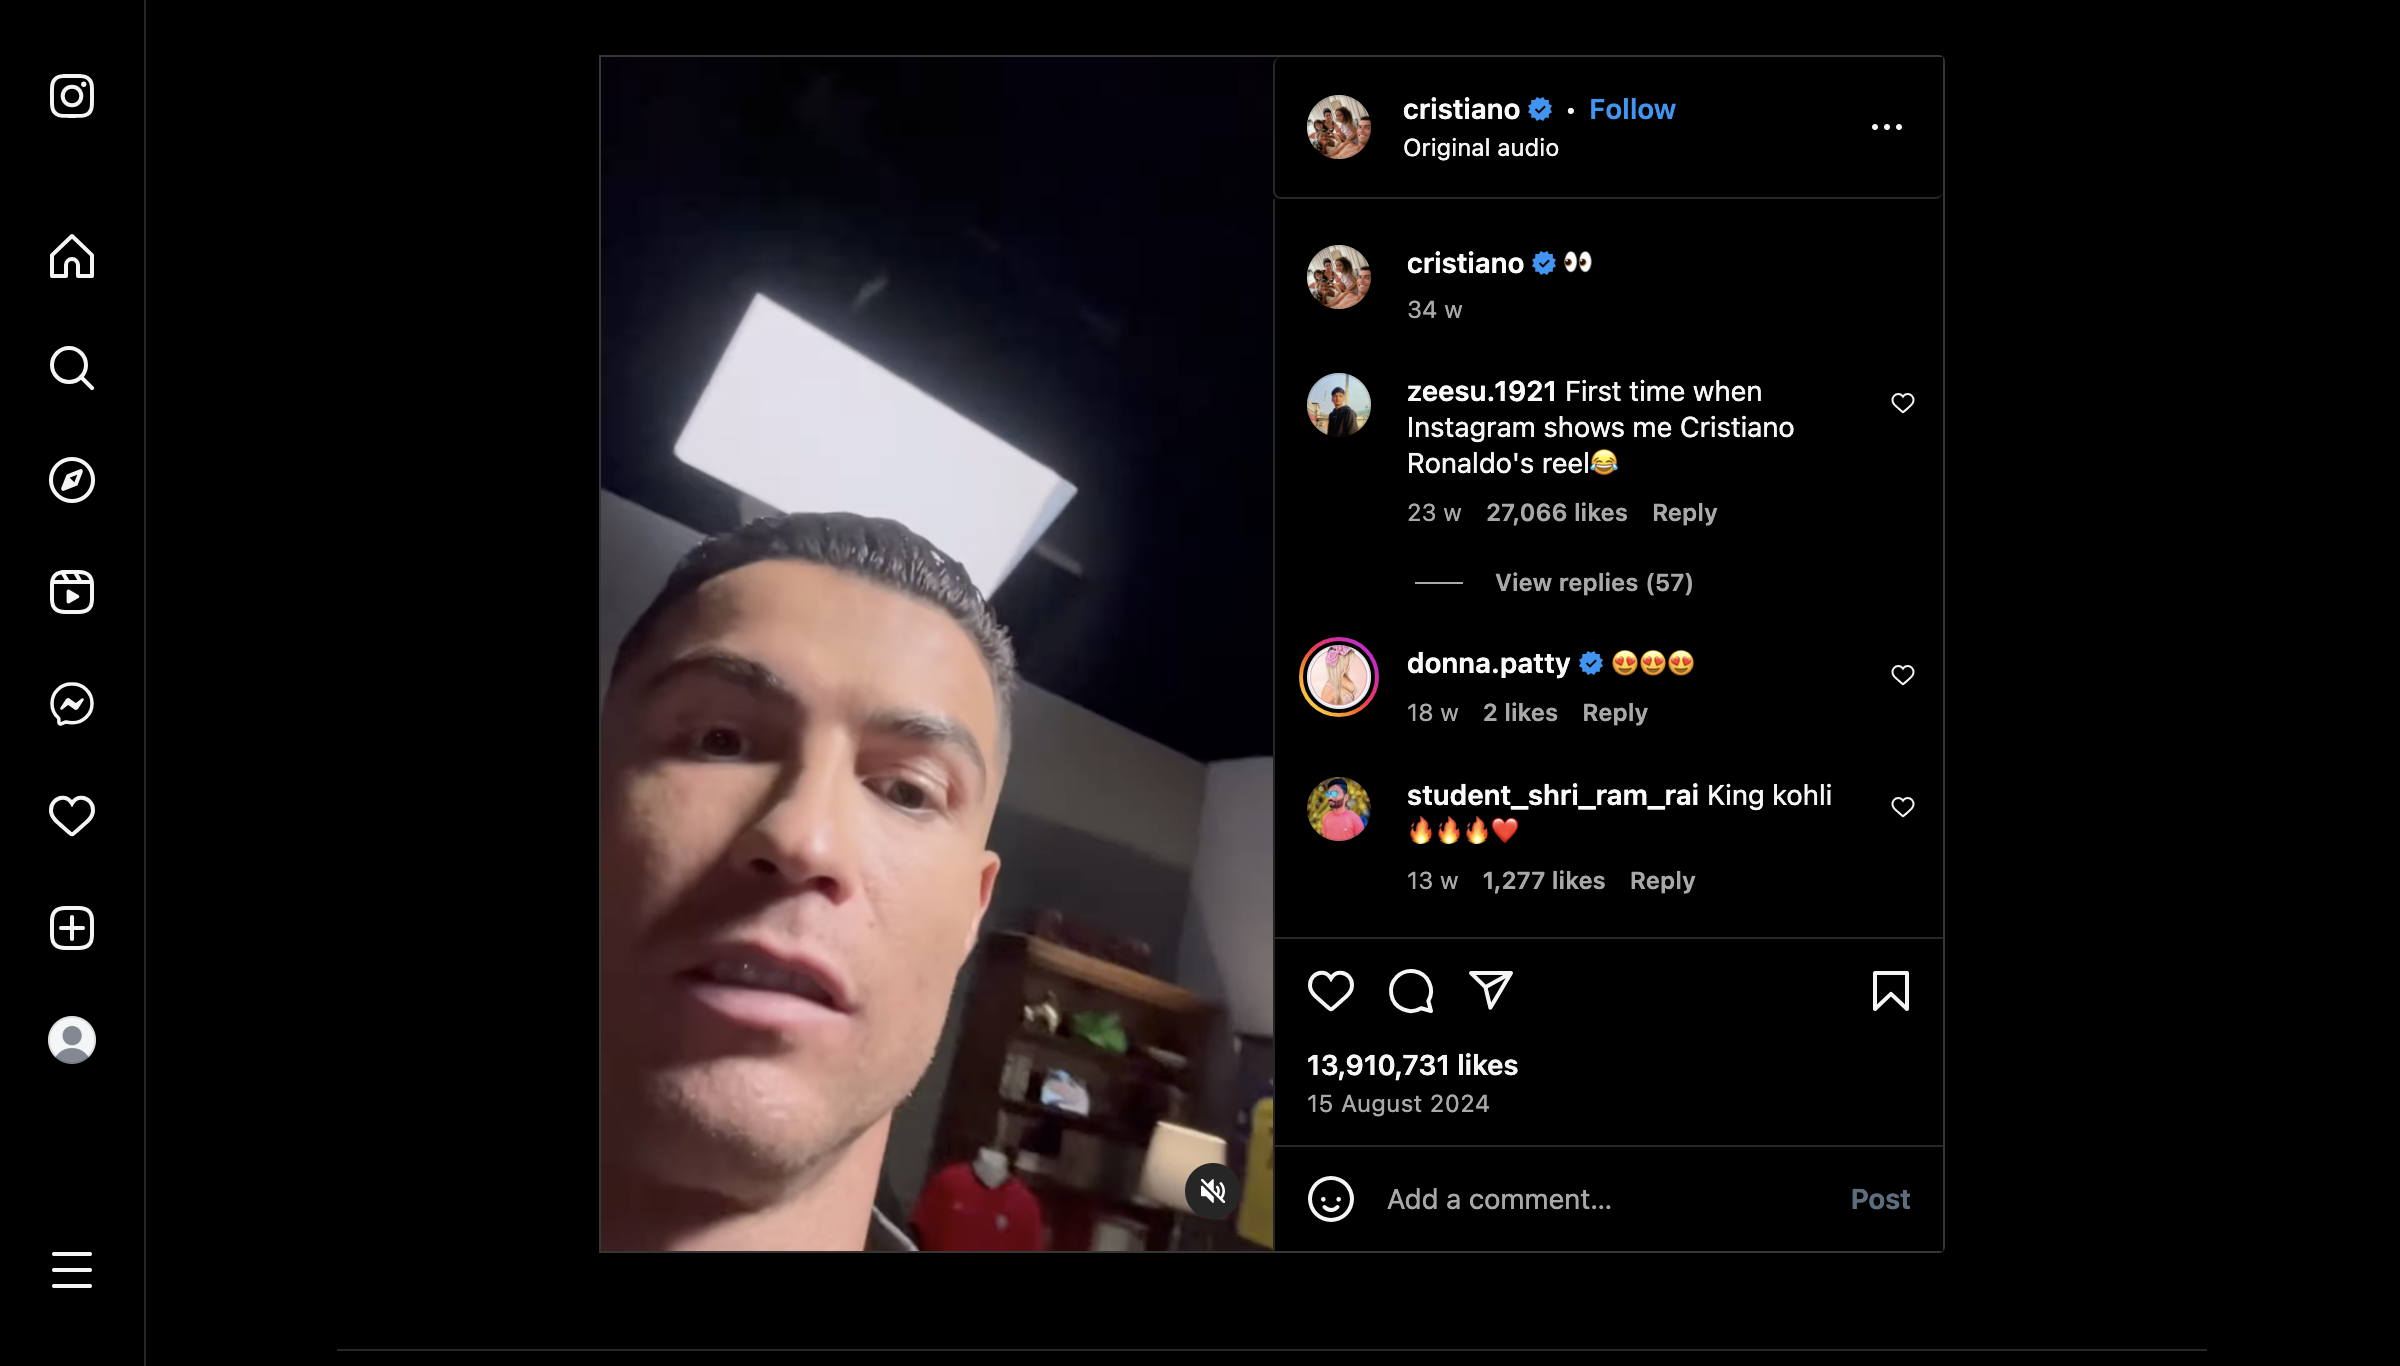 cristiano • Follow
Original audio
cristiano 👀
34 w
zeesu.1921 First time when
Instagram shows me Cristiano
Ronaldo's reel😂
23 w 27,066 likes Reply
View replies (57)
donna.patty 😍😍😍
18 w 2 likes Reply
student_shri_ram_rai King kohli
🔥🔥🔥❤️
13 w 1,277 likes Reply
13,910,731 likes
15 August 2024
Add a comment... Post